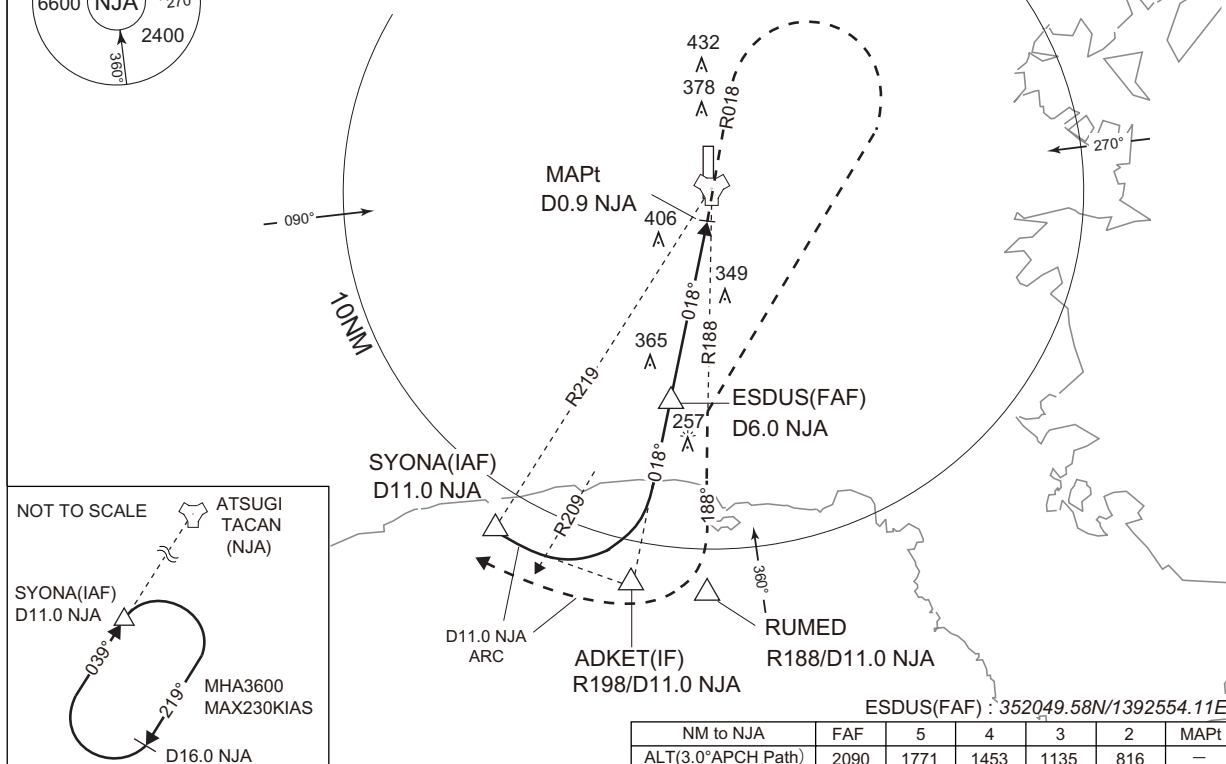 6600
NJA
270°
2400
360°
432
378
R018
MAPt
D0.9 NJA
270°
090°
406
349
10NM
018°
365
R188
R219
ESDUS(FAF)
D6.0 NJA
257
SYONA(IAF)
D11.0 NJA
018°
188°
R209
NOT TO SCALE
ATSUGI
TACAN
(NJA)
SYONA(IAF)
D11.0 NJA
360°
D11.0 NJA
ARC
RUMED
R188/D11.0 NJA
ADKET(IF)
R198/D11.0 NJA
039°
219°
MHA3600
MAX230KIAS
D16.0 NJA
ESDUS(FAF) : 352049.58N/1392554.11E
NM to NJA FAF 5 4 3 2 MAPt
ALT(3.0°APCH Path) 2090 1771 1453 1135 816 —